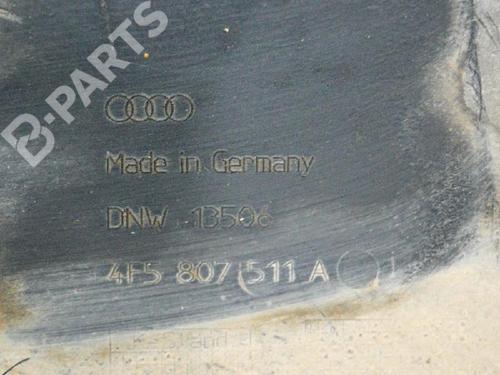 B-PARTS
Made in Germany
DNW 13506
4F5 807 511 A